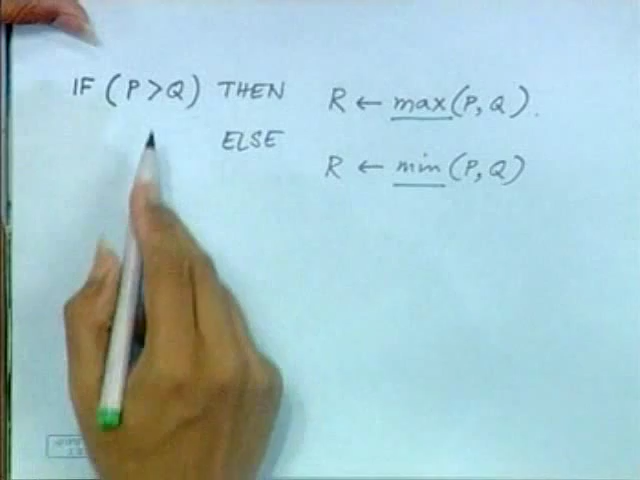 IF (P > Q) THEN R ← max (P, Q).
ELSE R ← min (P, Q)